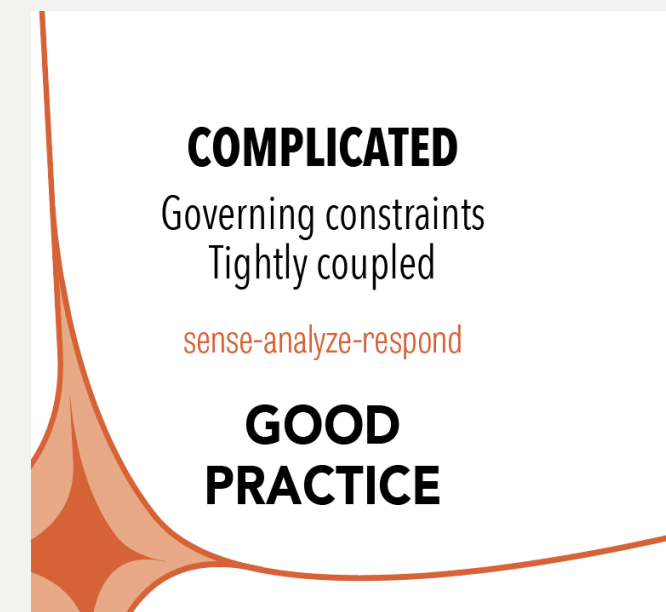 COMPLICATED
Governing constraints
Tightly coupled
sense-analyze-respond
GOOD
PRACTICE